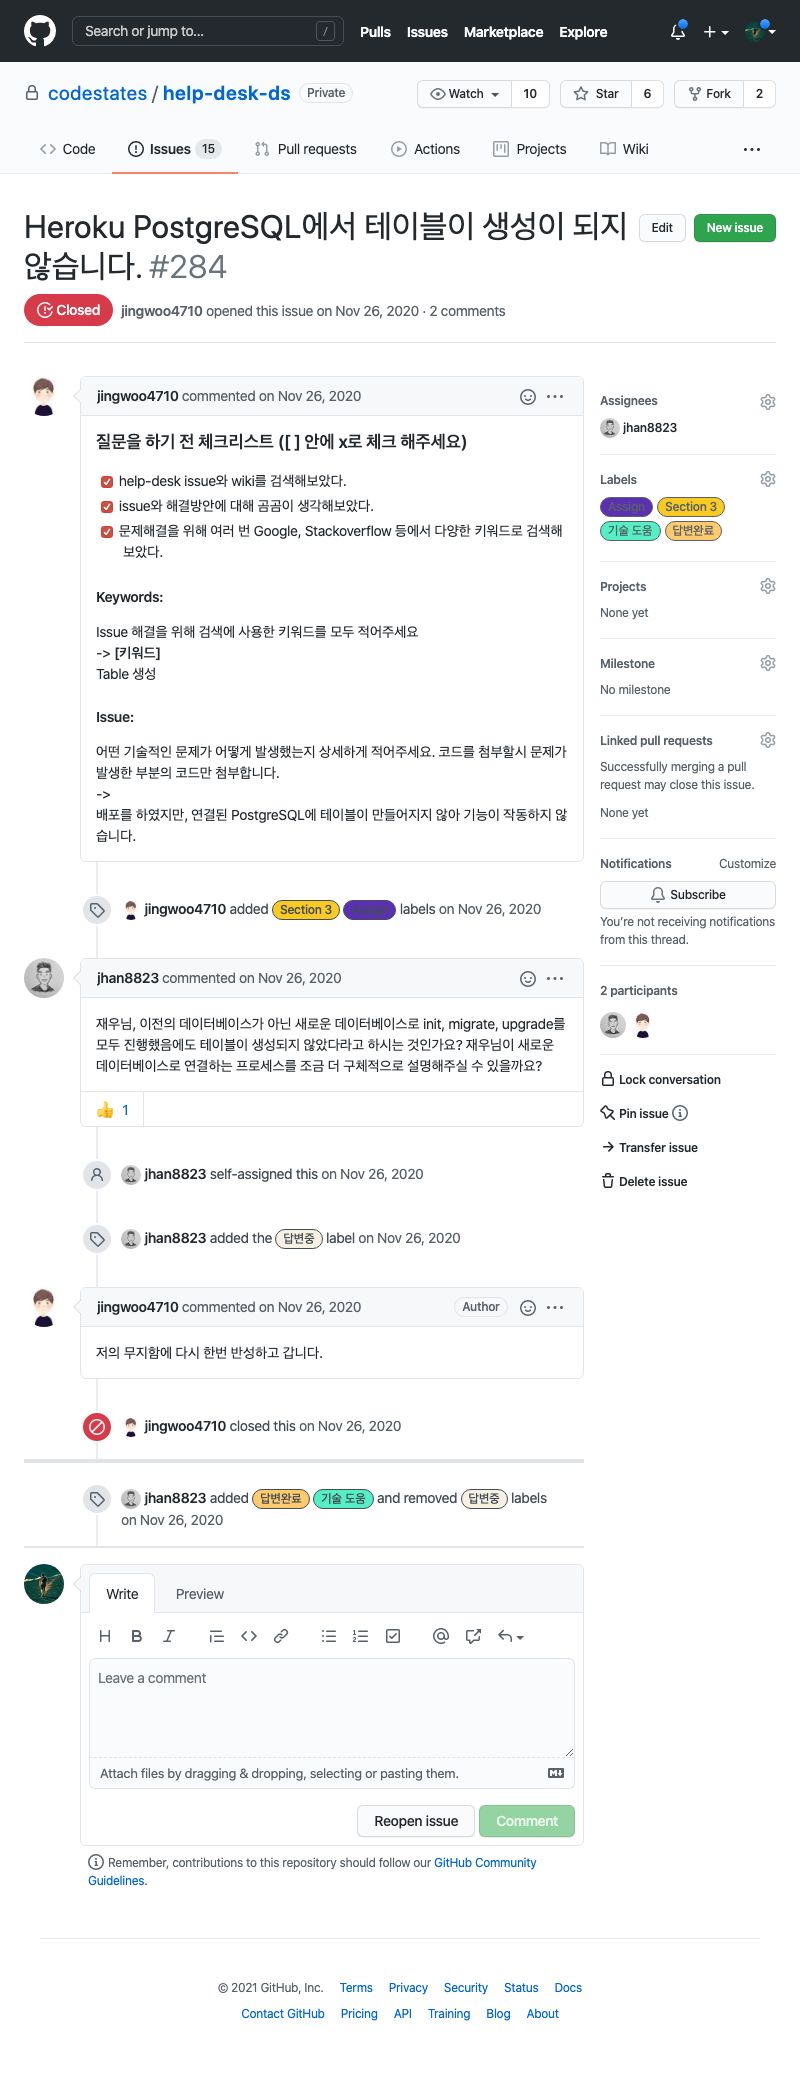 Search or jump to... /
Pulls Issues Marketplace Explore
codestates / help-desk-ds Private
Watch 10 Star 6 Fork 2
Code Issues 15 Pull requests Actions Projects Wiki ...
Heroku PostgreSQL에서 테이블이 생성이 되지
않습니다. #284
Edit New issue
Closed jingwoo4710 opened this issue on Nov 26, 2020 · 2 comments
jingwoo4710 commented on Nov 26, 2020
질문을 하기 전 체크리스트 ([ ] 안에 x로 체크 해주세요)
help-desk issue와 wiki를 검색해보았다.
issue와 해결방안에 대해 곰곰이 생각해보았다.
문제해결을 위해 여러 번 Google, Stackoverflow 등에서 다양한 키워드로 검색해
보았다.
Keywords:
Issue 해결을 위해 검색에 사용한 키워드를 모두 적어주세요
-> [키워드]
Table 생성
Issue:
어떤 기술적인 문제가 어떻게 발생했는지 상세하게 적어주세요. 코드를 첨부할시 문제가
발생한 부분의 코드만 첨부합니다.
->
배포를 하였지만, 연결된 PostgreSQL에 테이블이 만들어지지 않아 기능이 작동하지 않
습니다.
jingwoo4710 added Section 3 Assign labels on Nov 26, 2020
jhan8823 commented on Nov 26, 2020
재우님, 이전의 데이터베이스가 아닌 새로운 데이터베이스로 init, migrate, upgrade를
모두 진행했음에도 테이블이 생성되지 않았다라고 하시는 것인가요? 재우님이 새로운
데이터베이스로 연결하는 프로세스를 조금 더 구체적으로 설명해주실 수 있을까요?
👍 1
jhan8823 self-assigned this on Nov 26, 2020
jhan8823 added the 답변중 label on Nov 26, 2020
jingwoo4710 commented on Nov 26, 2020 Author
저의 무지함에 다시 한번 반성하고 갑니다.
jingwoo4710 closed this on Nov 26, 2020
jhan8823 added 답변완료 기술 도움 and removed 답변중 labels
on Nov 26, 2020
Write Preview
Leave a comment
Attach files by dragging & dropping, selecting or pasting them.
Reopen issue Comment
Remember, contributions to this repository should follow our GitHub Community
Guidelines.
Assignees
jhan8823
Labels
Assign Section 3
기술 도움 답변완료
Projects
None yet
Milestone
No milestone
Linked pull requests
Successfully merging a pull
request may close this issue.
None yet
Notifications Customize
Subscribe
You're not receiving notifications
from this thread.
2 participants
Lock conversation
Pin issue
Transfer issue
Delete issue
© 2021 GitHub, Inc. Terms Privacy Security Status Docs
Contact GitHub Pricing API Training Blog About